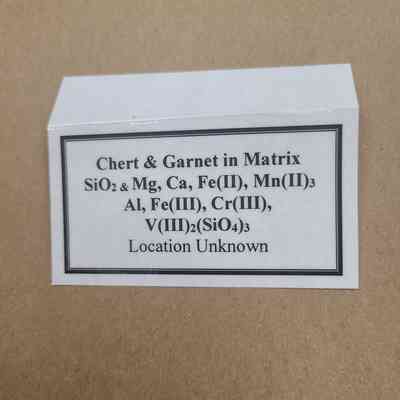 Chert & Garnet in Matrix
SiO₂ & Mg, Ca, Fe(II), Mn(II)₃
Al, Fe(III), Cr(III),
V(III)₂(SiO₄)₃
Location Unknown